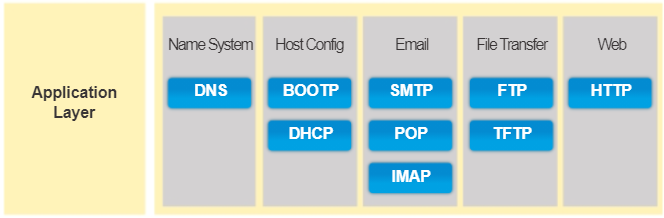 Application
Layer
Name System
Host Config
Email
File Transfer
Web
DNS
BOOTP
SMTP
FTP
HTTP
DHCP
POP
TFTP
IMAP